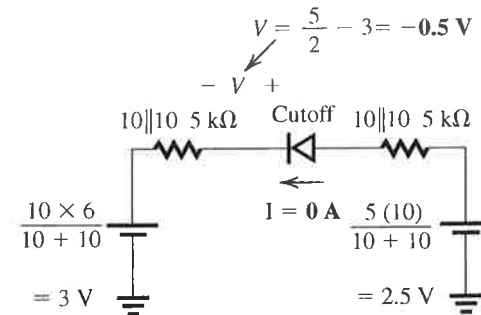 V = 5/2 − 3 = −0.5 V
− V +
10||10 5 kΩ
Cutoff
10||10 5 kΩ
I = 0 A
10 × 6
10 + 10
= 3 V
5 (10)
10 + 10
= 2.5 V